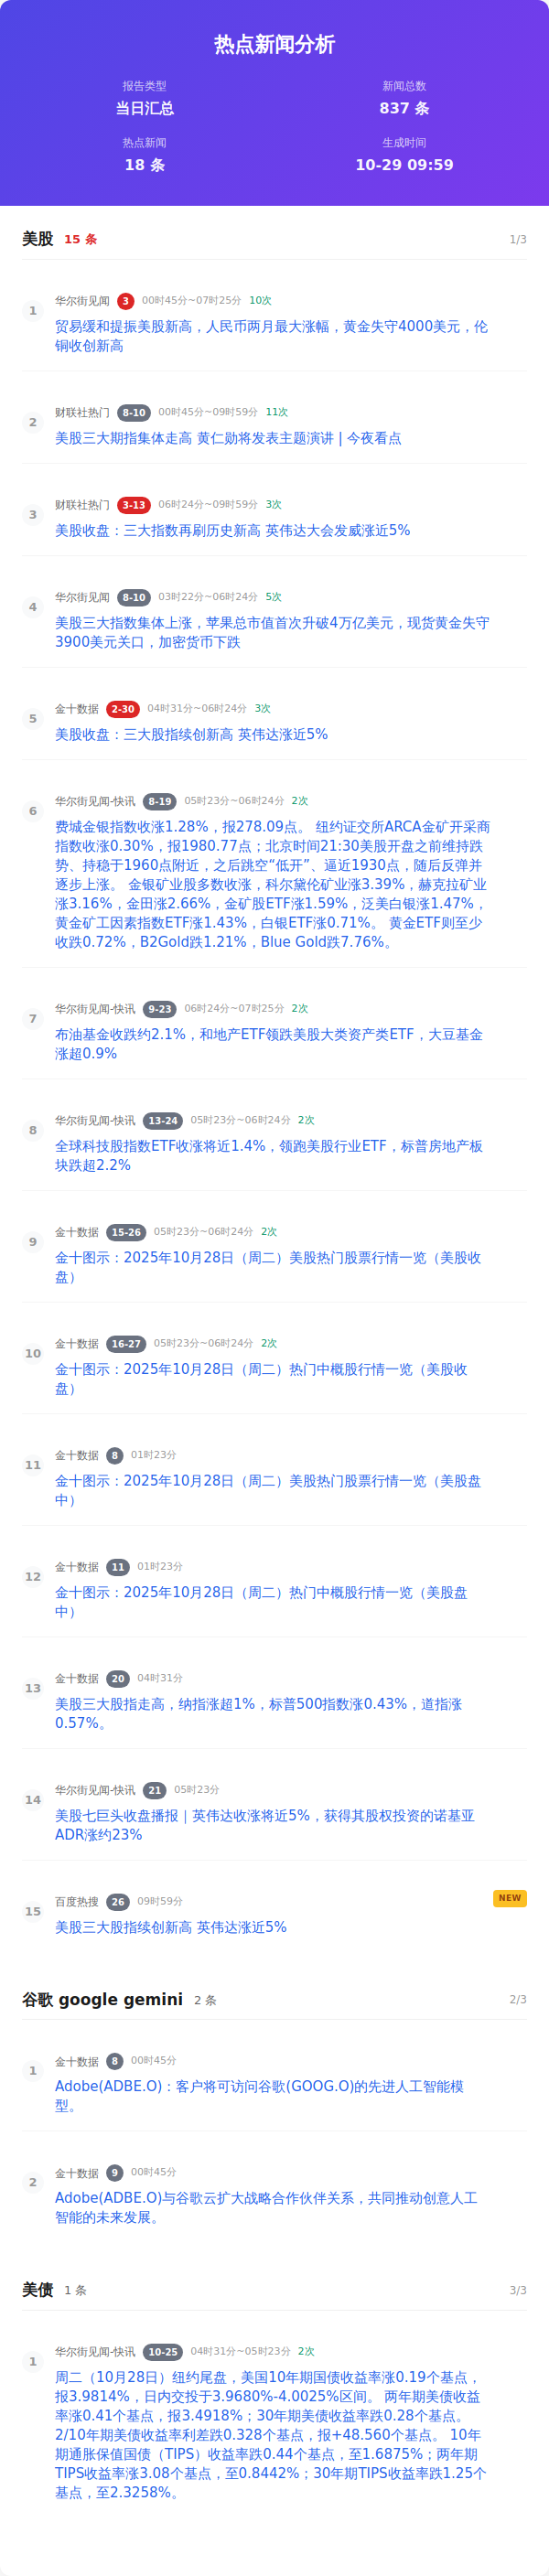 热点新闻分析
报告类型
当日汇总
新闻总数
837 条
热点新闻
18 条
生成时间
10-29 09:59
美股 15 条 1/3
1
华尔街见闻 3 00时45分~07时25分 10次
贸易缓和提振美股新高，人民币两月最大涨幅，黄金失守4000美元，伦
铜收创新高
2
财联社热门 8-10 00时45分~09时59分 11次
美股三大期指集体走高 黄仁勋将发表主题演讲 | 今夜看点
3
财联社热门 3-13 06时24分~09时59分 3次
美股收盘：三大指数再刷历史新高 英伟达大会发威涨近5%
4
华尔街见闻 8-10 03时22分~06时24分 5次
美股三大指数集体上涨，苹果总市值首次升破4万亿美元，现货黄金失守
3900美元关口，加密货币下跌
5
金十数据 2-30 04时31分~06时24分 3次
美股收盘：三大股指续创新高 英伟达涨近5%
6
华尔街见闻-快讯 8-19 05时23分~06时24分 2次
费城金银指数收涨1.28%，报278.09点。 纽约证交所ARCA金矿开采商
指数收涨0.30%，报1980.77点；北京时间21:30美股开盘之前维持跌
势、持稳于1960点附近，之后跳空“低开”、逼近1930点，随后反弹并
逐步上涨。 金银矿业股多数收涨，科尔黛伦矿业涨3.39%，赫克拉矿业
涨3.16%，金田涨2.66%，金矿股ETF涨1.59%，泛美白银涨1.47%，
黄金矿工因素指数ETF涨1.43%，白银ETF涨0.71%。 黄金ETF则至少
收跌0.72%，B2Gold跌1.21%，Blue Gold跌7.76%。
7
华尔街见闻-快讯 9-23 06时24分~07时25分 2次
布油基金收跌约2.1%，和地产ETF领跌美股大类资产类ETF，大豆基金
涨超0.9%
8
华尔街见闻-快讯 13-24 05时23分~06时24分 2次
全球科技股指数ETF收涨将近1.4%，领跑美股行业ETF，标普房地产板
块跌超2.2%
9
金十数据 15-26 05时23分~06时24分 2次
金十图示：2025年10月28日（周二）美股热门股票行情一览（美股收
盘）
10
金十数据 16-27 05时23分~06时24分 2次
金十图示：2025年10月28日（周二）热门中概股行情一览（美股收
盘）
11
金十数据 8 01时23分
金十图示：2025年10月28日（周二）美股热门股票行情一览（美股盘
中）
12
金十数据 11 01时23分
金十图示：2025年10月28日（周二）热门中概股行情一览（美股盘
中）
13
金十数据 20 04时31分
美股三大股指走高，纳指涨超1%，标普500指数涨0.43%，道指涨
0.57%。
14
华尔街见闻-快讯 21 05时23分
美股七巨头收盘播报｜英伟达收涨将近5%，获得其股权投资的诺基亚
ADR涨约23%
15
百度热搜 26 09时59分 NEW
美股三大股指续创新高 英伟达涨近5%
谷歌 google gemini 2 条 2/3
1
金十数据 8 00时45分
Adobe(ADBE.O)：客户将可访问谷歌(GOOG.O)的先进人工智能模
型。
2
金十数据 9 00时45分
Adobe(ADBE.O)与谷歌云扩大战略合作伙伴关系，共同推动创意人工
智能的未来发展。
美债 1 条 3/3
1
华尔街见闻-快讯 10-25 04时31分~05时23分 2次
周二（10月28日）纽约尾盘，美国10年期国债收益率涨0.19个基点，
报3.9814%，日内交投于3.9680%-4.0025%区间。 两年期美债收益
率涨0.41个基点，报3.4918%；30年期美债收益率跌0.28个基点。
2/10年期美债收益率利差跌0.328个基点，报+48.560个基点。 10年
期通胀保值国债（TIPS）收益率跌0.44个基点，至1.6875%；两年期
TIPS收益率涨3.08个基点，至0.8442%；30年期TIPS收益率跌1.25个
基点，至2.3258%。